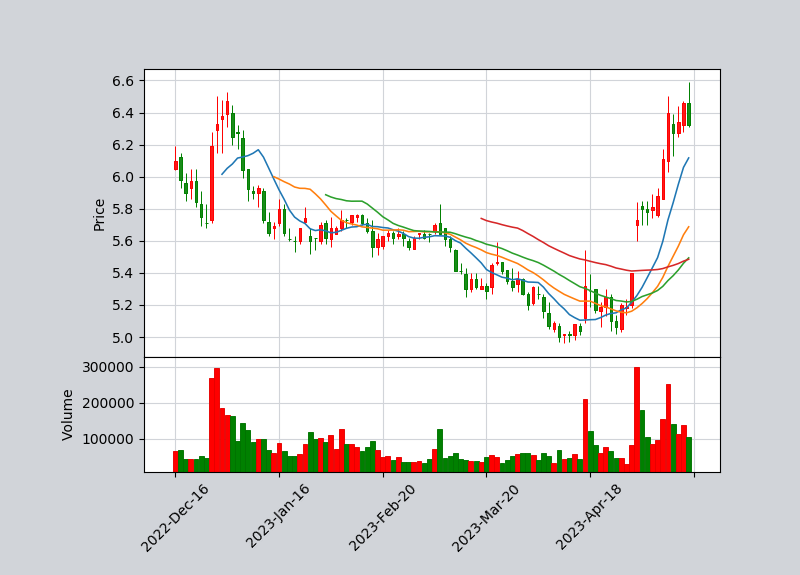 6.6
6.4
6.2
6.0
5.8
5.6
5.4
5.2
5.0
Price
300000
200000
100000
Volume
2022-Dec-16
2023-Jan-16
2023-Feb-20
2023-Mar-20
2023-Apr-18